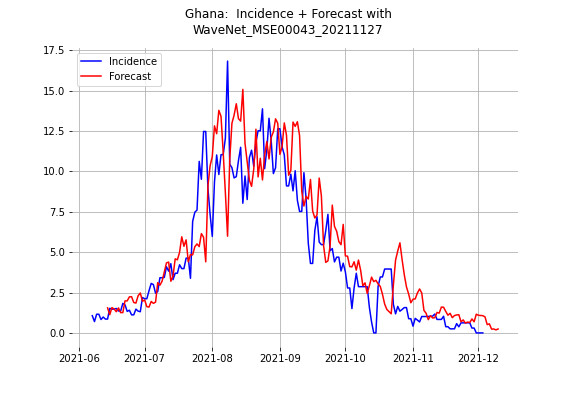 Ghana:  Incidence + Forecast with
WaveNet_MSE00043_20211127
17.5
15.0
12.5
10.0
7.5
5.0
2.5
0.0
Incidence
Forecast
2021-06 2021-07 2021-08 2021-09 2021-10 2021-11 2021-12